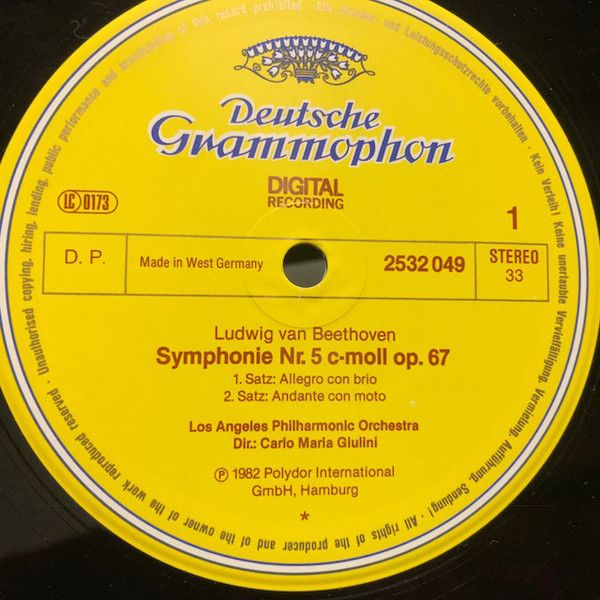 Deutsche
Grammophon
DIGITAL
RECORDING
LC 0173
1
D. P.
Made in West Germany
2532 049
STEREO
33
Ludwig van Beethoven
Symphonie Nr. 5 c-moll op. 67
1. Satz: Allegro con brio
2. Satz: Andante con moto
Los Angeles Philharmonic Orchestra
Dir.: Carlo Maria Giulini
℗ 1982 Polydor International
GmbH, Hamburg
*
Alle Hersteller- und Leistungsschutzrechte vorbehalten · Kein Verleih! Keine unerlaubte Vervielfältigung, Vermietung, Aufführung, Sendung! · All rights of the producer and of the owner of the work reproduced reserved · Unauthorised copying, hiring, lending, public performance and broadcasting of this record prohibited ·